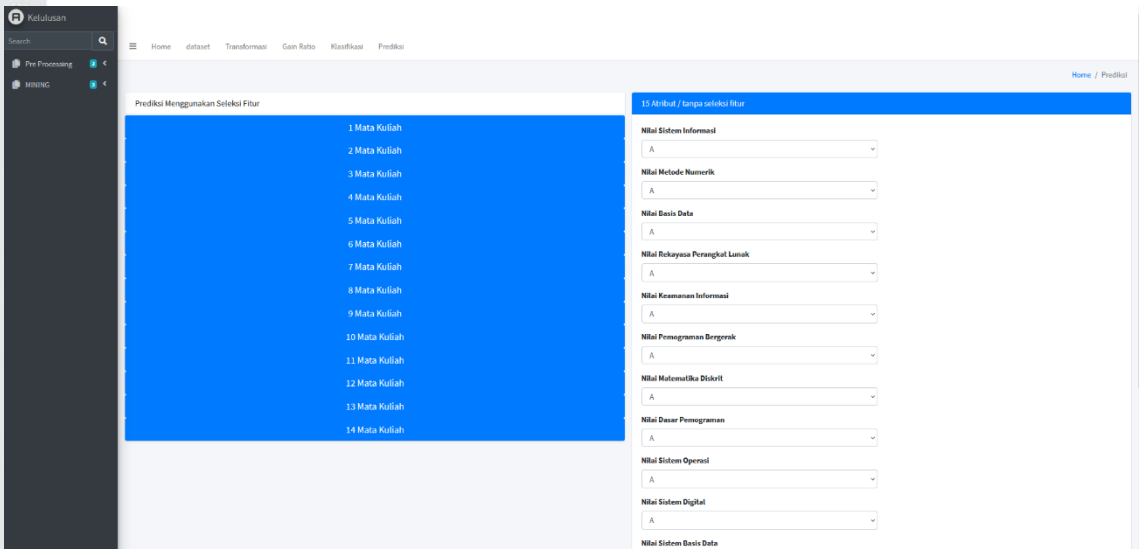 Kelulusan
Search
Pre Processing
MINING
Home dataset Transformasi Gain Ratio Klasifikasi Prediksi
Home / Prediksi
Prediksi Menggunakan Seleksi Fitur
1 Mata Kuliah
2 Mata Kuliah
3 Mata Kuliah
4 Mata Kuliah
5 Mata Kuliah
6 Mata Kuliah
7 Mata Kuliah
8 Mata Kuliah
9 Mata Kuliah
10 Mata Kuliah
11 Mata Kuliah
12 Mata Kuliah
13 Mata Kuliah
14 Mata Kuliah
15 Atribut / tanpa seleksi fitur
Nilai Sistem Informasi
A
Nilai Metode Numerik
A
Nilai Basis Data
A
Nilai Rekayasa Perangkat Lunak
A
Nilai Keamanan Informasi
A
Nilai Pemograman Bergerak
A
Nilai Matematika Diskrit
A
Nilai Dasar Pemograman
A
Nilai Sistem Operasi
A
Nilai Sistem Digital
A
Nilai Sistem Basis Data